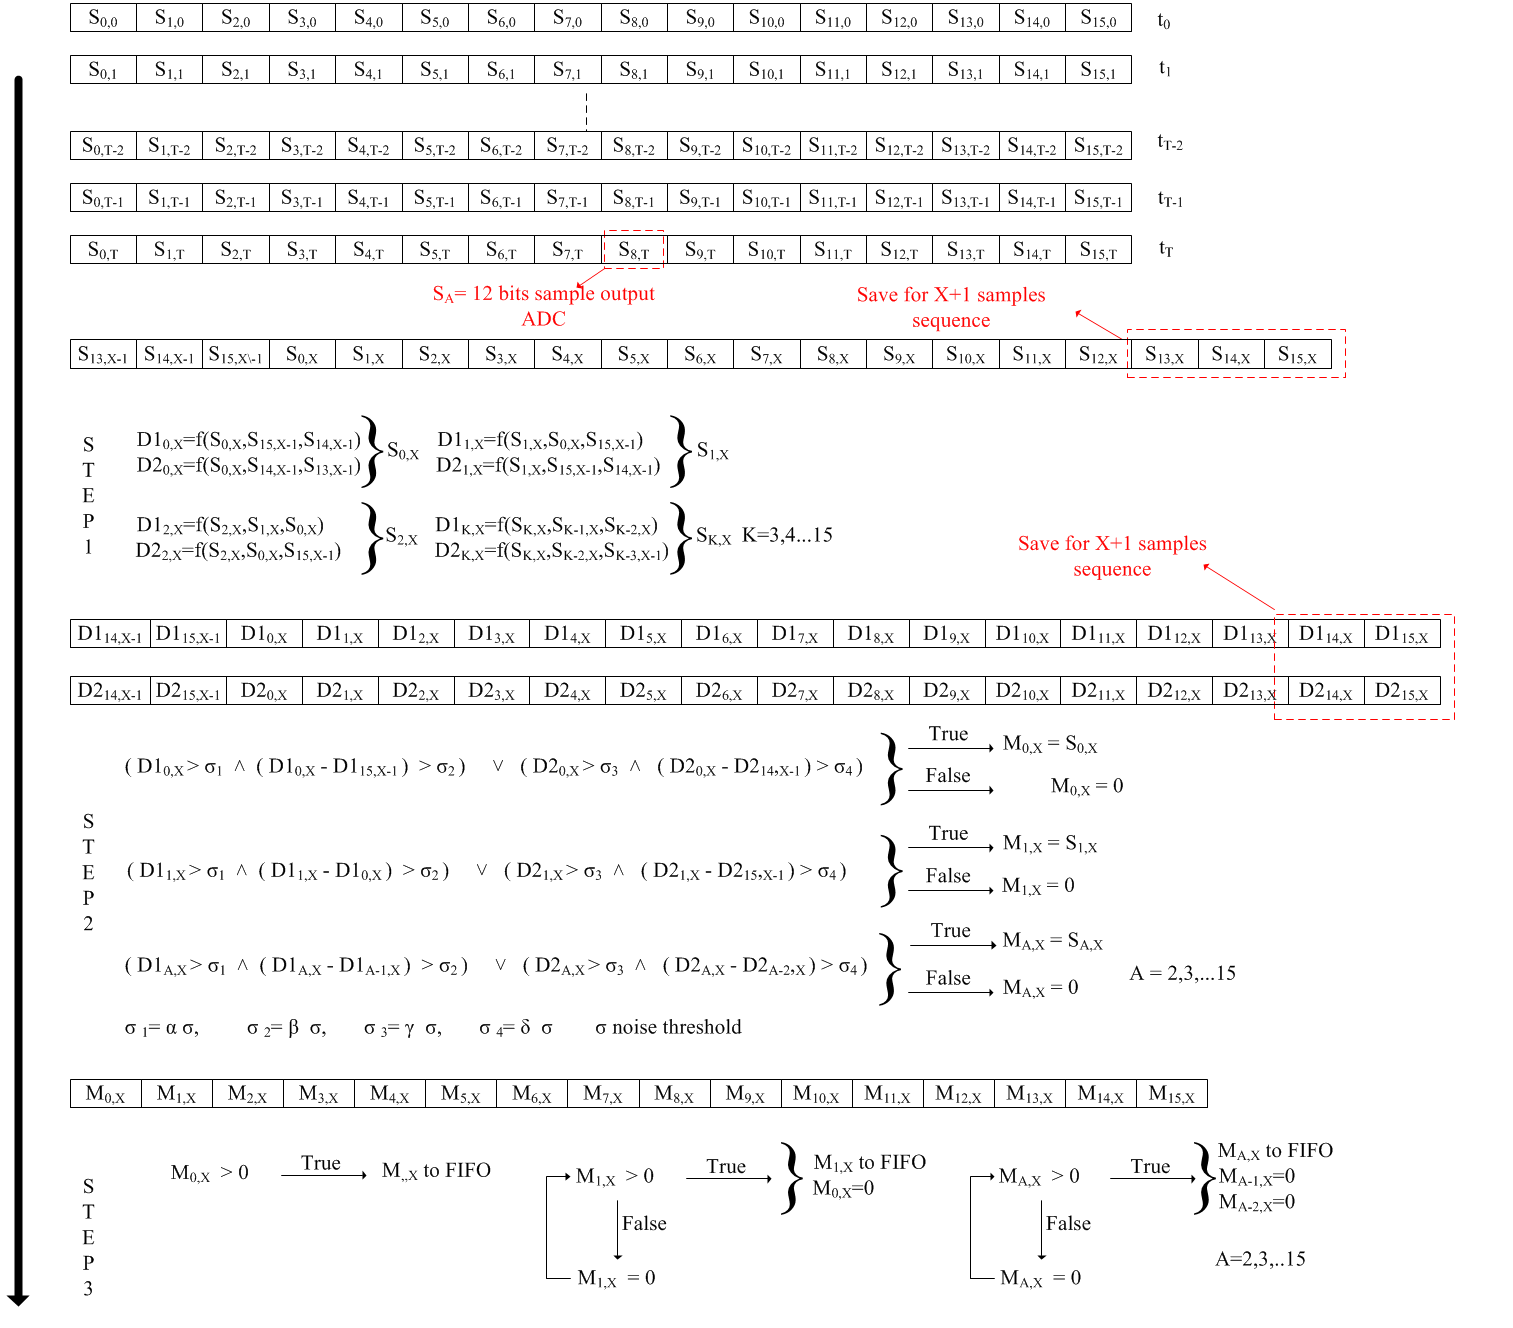 S0,0 S1,0 S2,0 S3,0 S4,0 S5,0 S6,0 S7,0 S8,0 S9,0 S10,0 S11,0 S12,0 S13,0 S14,0 S15,0 t0
S0,1 S1,1 S2,1 S3,1 S4,1 S5,1 S6,1 S7,1 S8,1 S9,1 S10,1 S11,1 S12,1 S13,1 S14,1 S15,1 t1
S0,T-2 S1,T-2 S2,T-2 S3,T-2 S4,T-2 S5,T-2 S6,T-2 S7,T-2 S8,T-2 S9,T-2 S10,T-2 S11,T-2 S12,T-2 S13,T-2 S14,T-2 S15,T-2 tT-2
S0,T-1 S1,T-1 S2,T-1 S3,T-1 S4,T-1 S5,T-1 S6,T-1 S7,T-1 S8,T-1 S9,T-1 S10,T-1 S11,T-1 S12,T-1 S13,T-1 S14,T-1 S15,T-1 tT-1
S0,T S1,T S2,T S3,T S4,T S5,T S6,T S7,T S8,T S9,T S10,T S11,T S12,T S13,T S14,T S15,T tT
SA= 12 bits sample output
ADC
Save for X+1 samples
sequence
S13,X-1 S14,X-1 S15,X\-1 S0,X S1,X S2,X S3,X S4,X S5,X S6,X S7,X S8,X S9,X S10,X S11,X S12,X S13,X S14,X S15,X
S
T
E
P
1
D10,X=f(S0,X,S15,X-1,S14,X-1)
D20,X=f(S0,X,S14,X-1,S13,X-1)
} S0,X
D11,X=f(S1,X,S0,X,S15,X-1)
D21,X=f(S1,X,S15,X-1,S14,X-1)
} S1,X
D12,X=f(S2,X,S1,X,S0,X)
D22,X=f(S2,X,S0,X,S15,X-1)
} S2,X
D1K,X=f(SK,X,SK-1,X,SK-2,X)
D2K,X=f(SK,X,SK-2,X,SK-3,X-1)
} SK,X K=3,4...15
Save for X+1 samples
sequence
D114,X-1 D115,X-1 D10,X D11,X D12,X D13,X D14,X D15,X D16,X D17,X D18,X D19,X D110,X D111,X D112,X D113,X D114,X D115,X
D214,X-1 D215,X-1 D20,X D21,X D22,X D23,X D24,X D25,X D26,X D27,X D28,X D29,X D210,X D211,X D212,X D213,X D214,X D215,X
S
T
E
P
2
( D10,X > σ1 ∧ ( D10,X - D115,X-1 ) > σ2 ) ∨ ( D20,X > σ3 ∧ ( D20,X - D214,X-1 ) > σ4 ) }
True M0,X = S0,X
False M0,X = 0
( D11,X > σ1 ∧ ( D11,X - D10,X ) > σ2 ) ∨ ( D21,X > σ3 ∧ ( D21,X - D215,X-1 ) > σ4 ) }
True M1,X = S1,X
False M1,X = 0
( D1A,X > σ1 ∧ ( D1A,X - D1A-1,X ) > σ2 ) ∨ ( D2A,X > σ3 ∧ ( D2A,X - D2A-2,X ) > σ4 ) }
True MA,X = SA,X
False MA,X = 0
A = 2,3,...15
σ 1= α σ, σ 2= β σ, σ 3= γ σ, σ 4= δ σ σ noise threshold
M0,X M1,X M2,X M3,X M4,X M5,X M6,X M7,X M8,X M9,X M10,X M11,X M12,X M13,X M14,X M15,X
S
T
E
P
3
M0,X > 0 True M,,X to FIFO
M1,X > 0 True } M1,X to FIFO
M0,X=0
False
M1,X = 0
MA,X > 0 True } MA,X to FIFO
MA-1,X=0
MA-2,X=0
False
MA,X = 0
A=2,3,..15